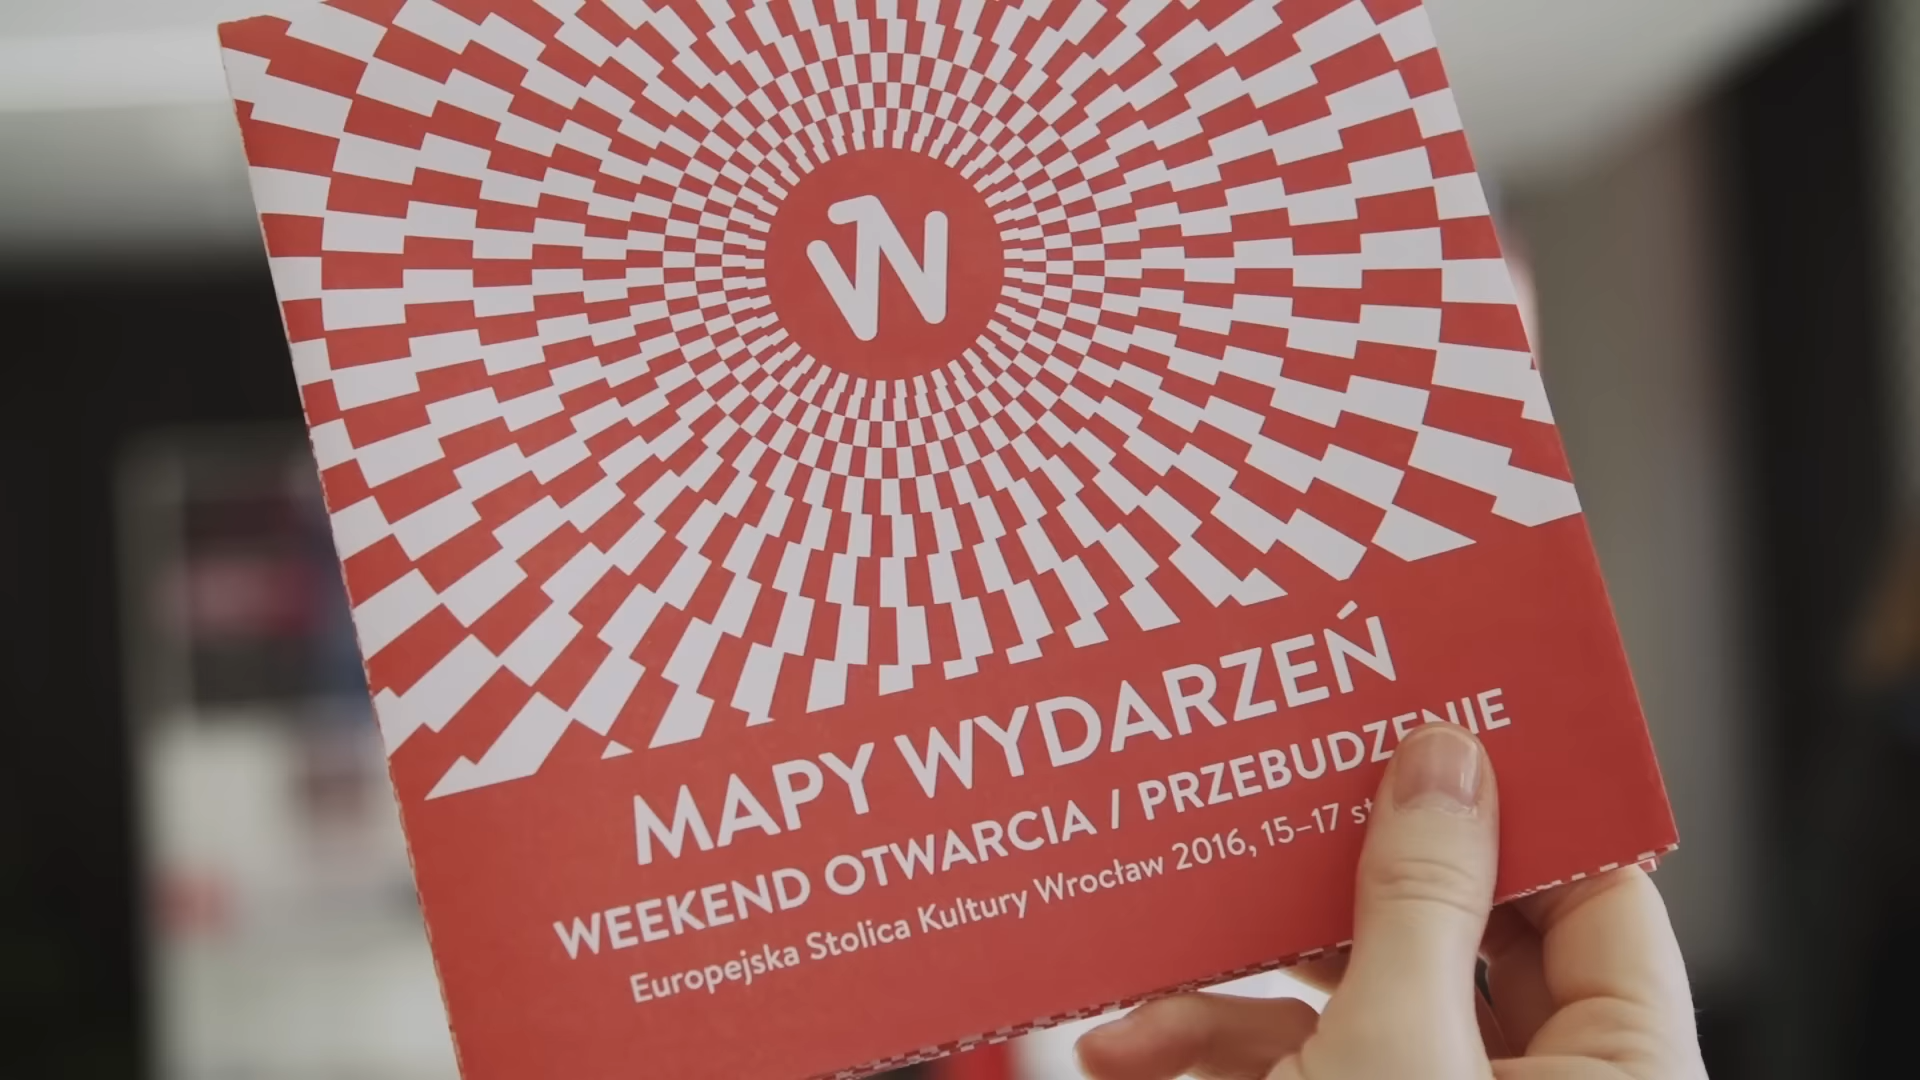 W
MAPY WYDARZEŃ
WEEKEND OTWARCIA / PRZEBUDZENIE
Europejska Stolica Kultury Wrocław 2016, 15–17